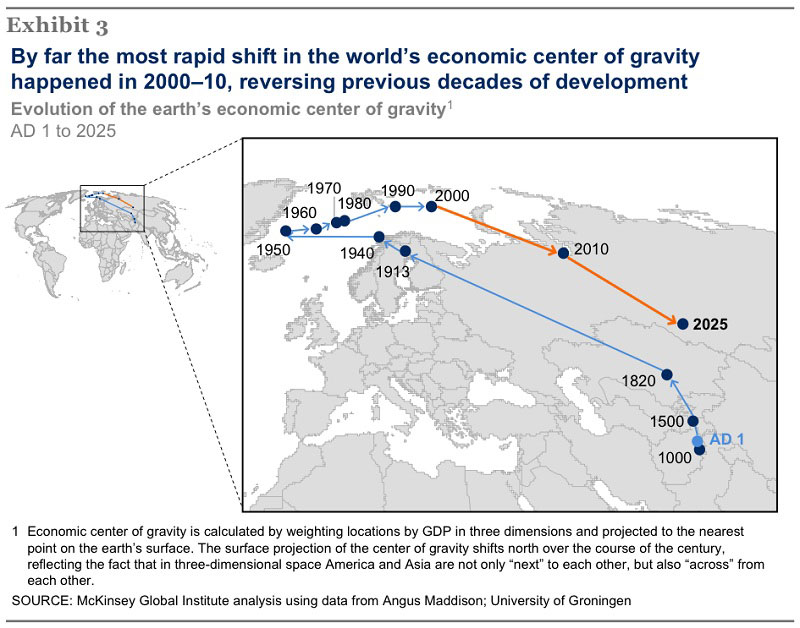 Exhibit 3
By far the most rapid shift in the world's economic center of gravity
happened in 2000–10, reversing previous decades of development
Evolution of the earth's economic center of gravity1
AD 1 to 2025
1970
1990
2000
1980
1960
1950
1940
1913
2010
2025
1820
1500
AD 1
1000
1 Economic center of gravity is calculated by weighting locations by GDP in three dimensions and projected to the nearest
point on the earth's surface. The surface projection of the center of gravity shifts north over the course of the century,
reflecting the fact that in three-dimensional space America and Asia are not only “next” to each other, but also “across” from
each other.
SOURCE: McKinsey Global Institute analysis using data from Angus Maddison; University of Groningen